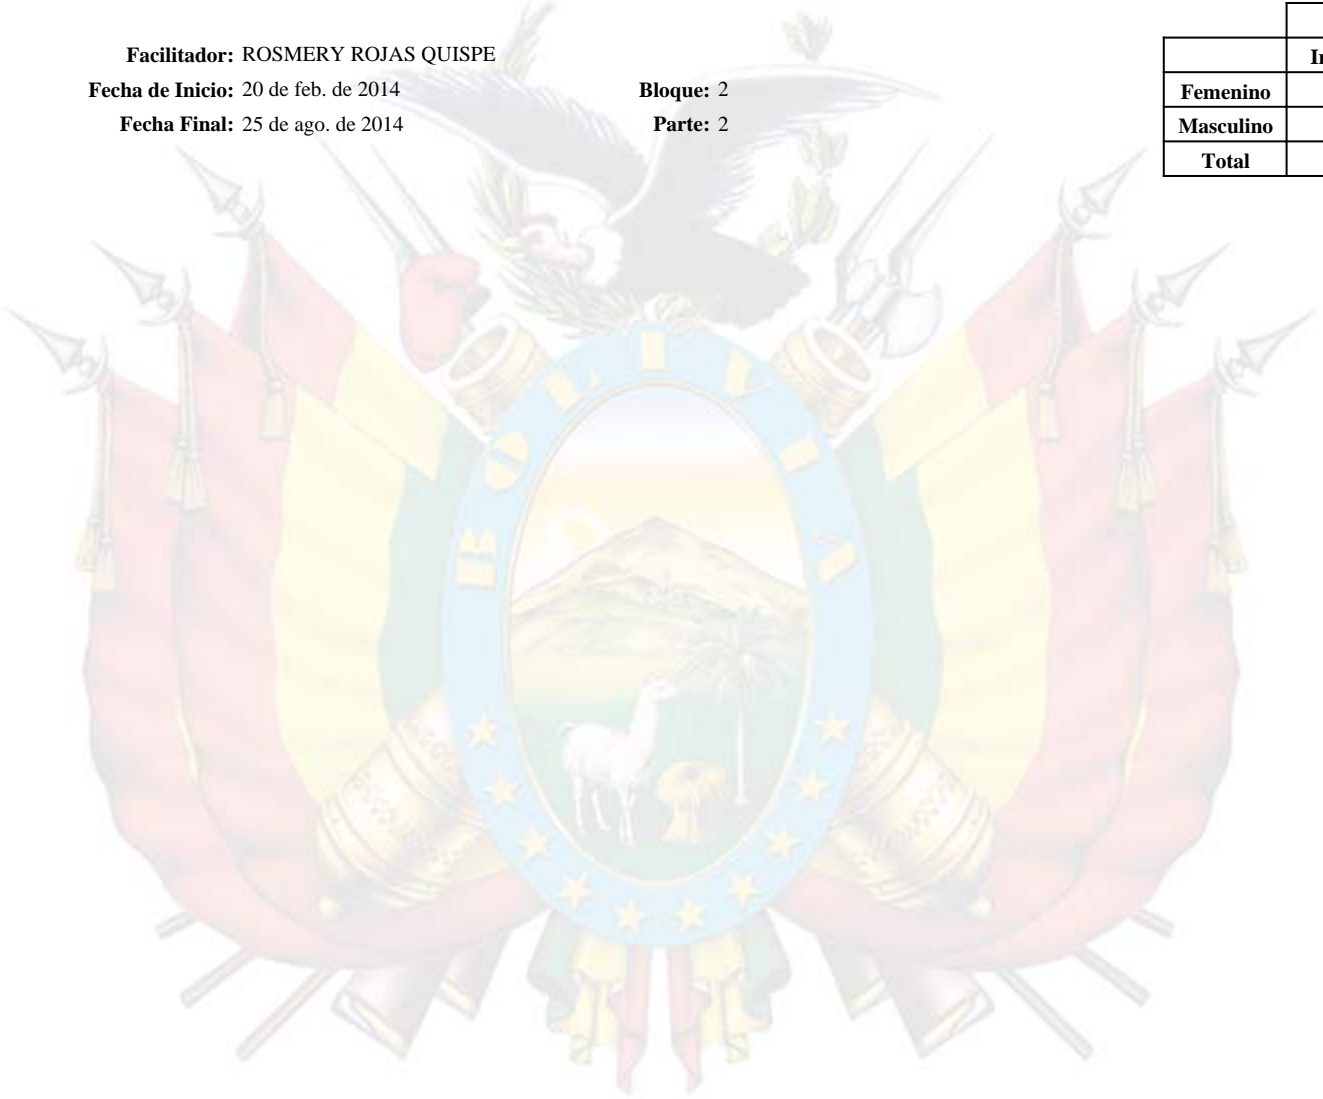 Facilitador: ROSMERY ROJAS QUISPE
Fecha de Inicio: 20 de feb. de 2014 Bloque: 2
Fecha Final: 25 de ago. de 2014 Parte: 2
Femenino
Masculino
Total
BOLIVIA